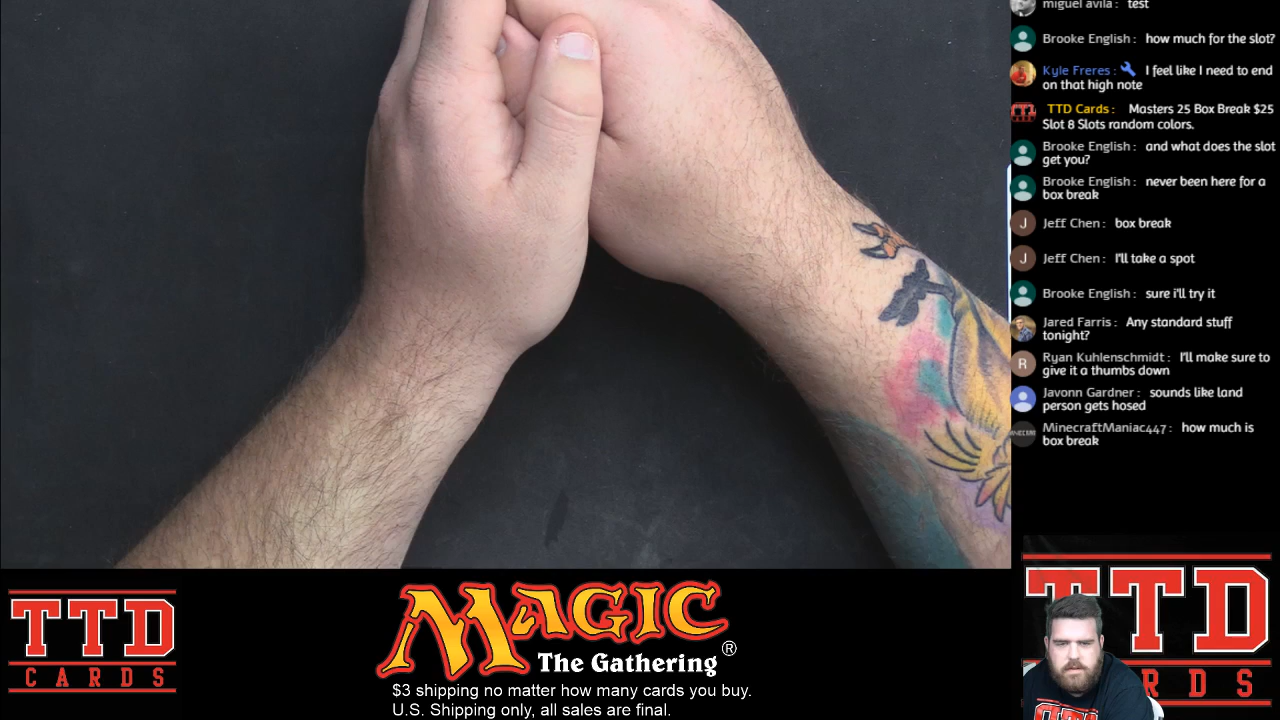 miguel avila : test
Brooke English : how much for the slot?
Kyle Freres : I feel like I need to end
on that high note
TTD Cards : Masters 25 Box Break $25
Slot 8 Slots random colors.
Brooke English : and what does the slot
get you?
Brooke English : never been here for a
box break
J Jeff Chen : box break
J Jeff Chen : I'll take a spot
Brooke English : sure i'll try it
Jared Farris : Any standard stuff
tonight?
R Ryan Kuhlenschmidt : I'll make sure to
give it a thumbs down
Javonn Gardner : sounds like land
person gets hosed
MinecraftManiac447 : how much is
box break
TTD
CARDS
MAGIC
The Gathering®
$3 shipping no matter how many cards you buy.
U.S. Shipping only, all sales are final.
TTD
RDS